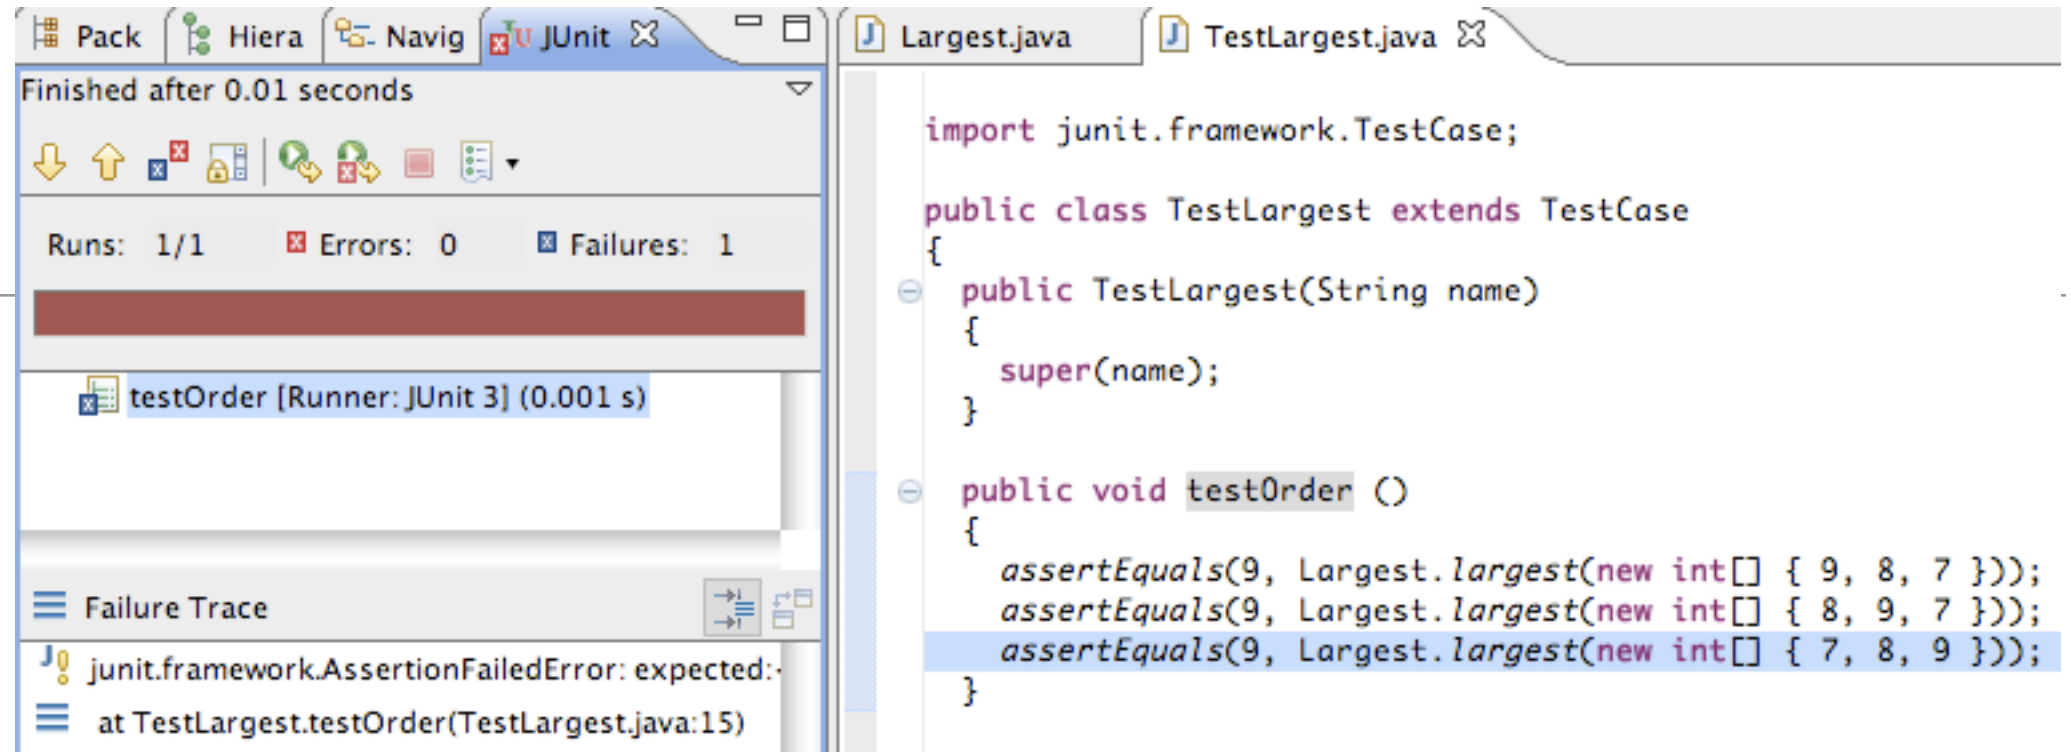 Pack Hiera Navig JUnit
Finished after 0.01 seconds
Runs: 1/1 Errors: 0 Failures: 1
testOrder [Runner: JUnit 3] (0.001 s)
Failure Trace
junit.framework.AssertionFailedError: expected:
at TestLargest.testOrder(TestLargest.java:15)
Largest.java TestLargest.java
import junit.framework.TestCase;
public class TestLargest extends TestCase
{
public TestLargest(String name)
{
super(name);
}
public void testOrder ()
{
assertEquals(9, Largest.largest(new int[] { 9, 8, 7 }));
assertEquals(9, Largest.largest(new int[] { 8, 9, 7 }));
assertEquals(9, Largest.largest(new int[] { 7, 8, 9 }));
}